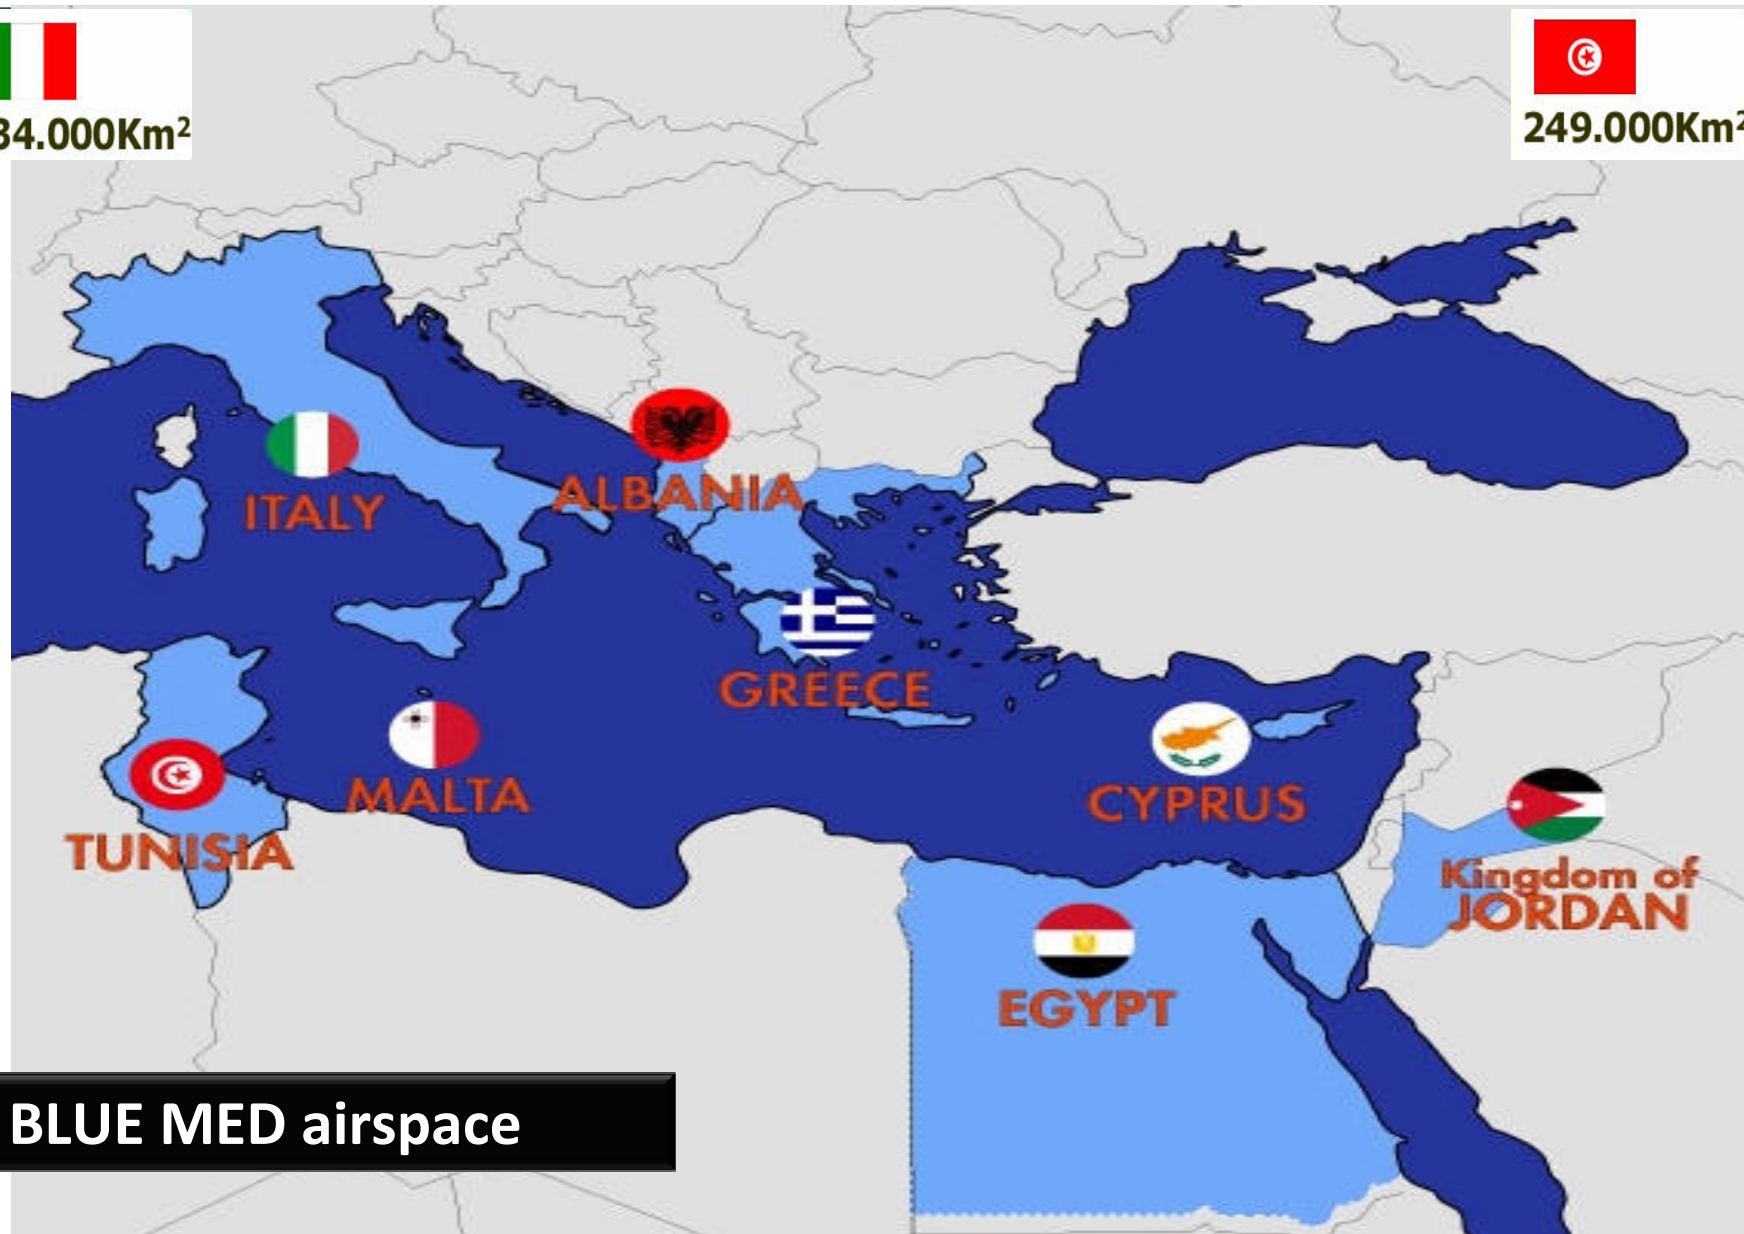 34.000Km²
249.000Km²
ITALY
ALBANIA
GREECE
MALTA
CYPRUS
TUNISIA
Kingdom of
JORDAN
EGYPT
BLUE MED airspace